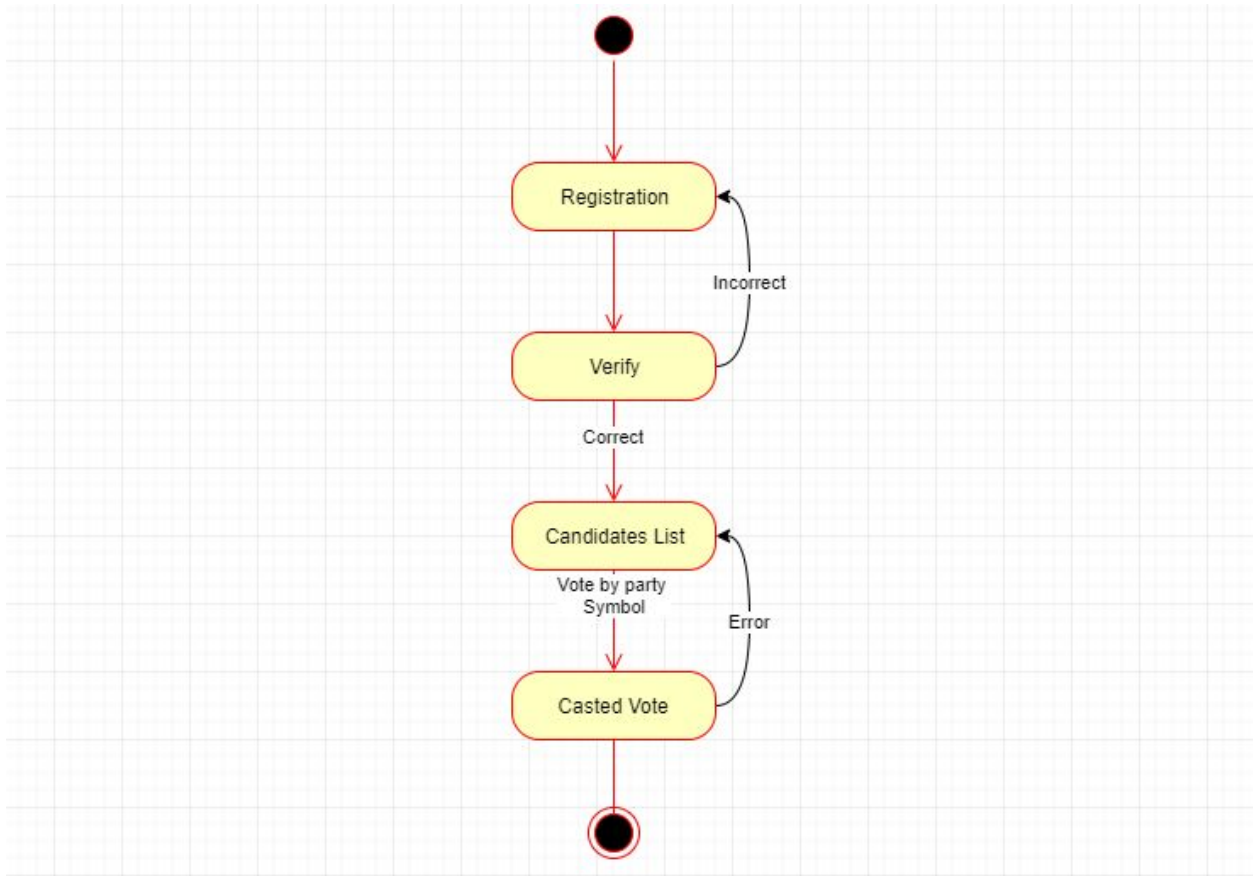 Registration
Incorrect
Verify
Correct
Candidates List
Vote by party
Symbol
Error
Casted Vote